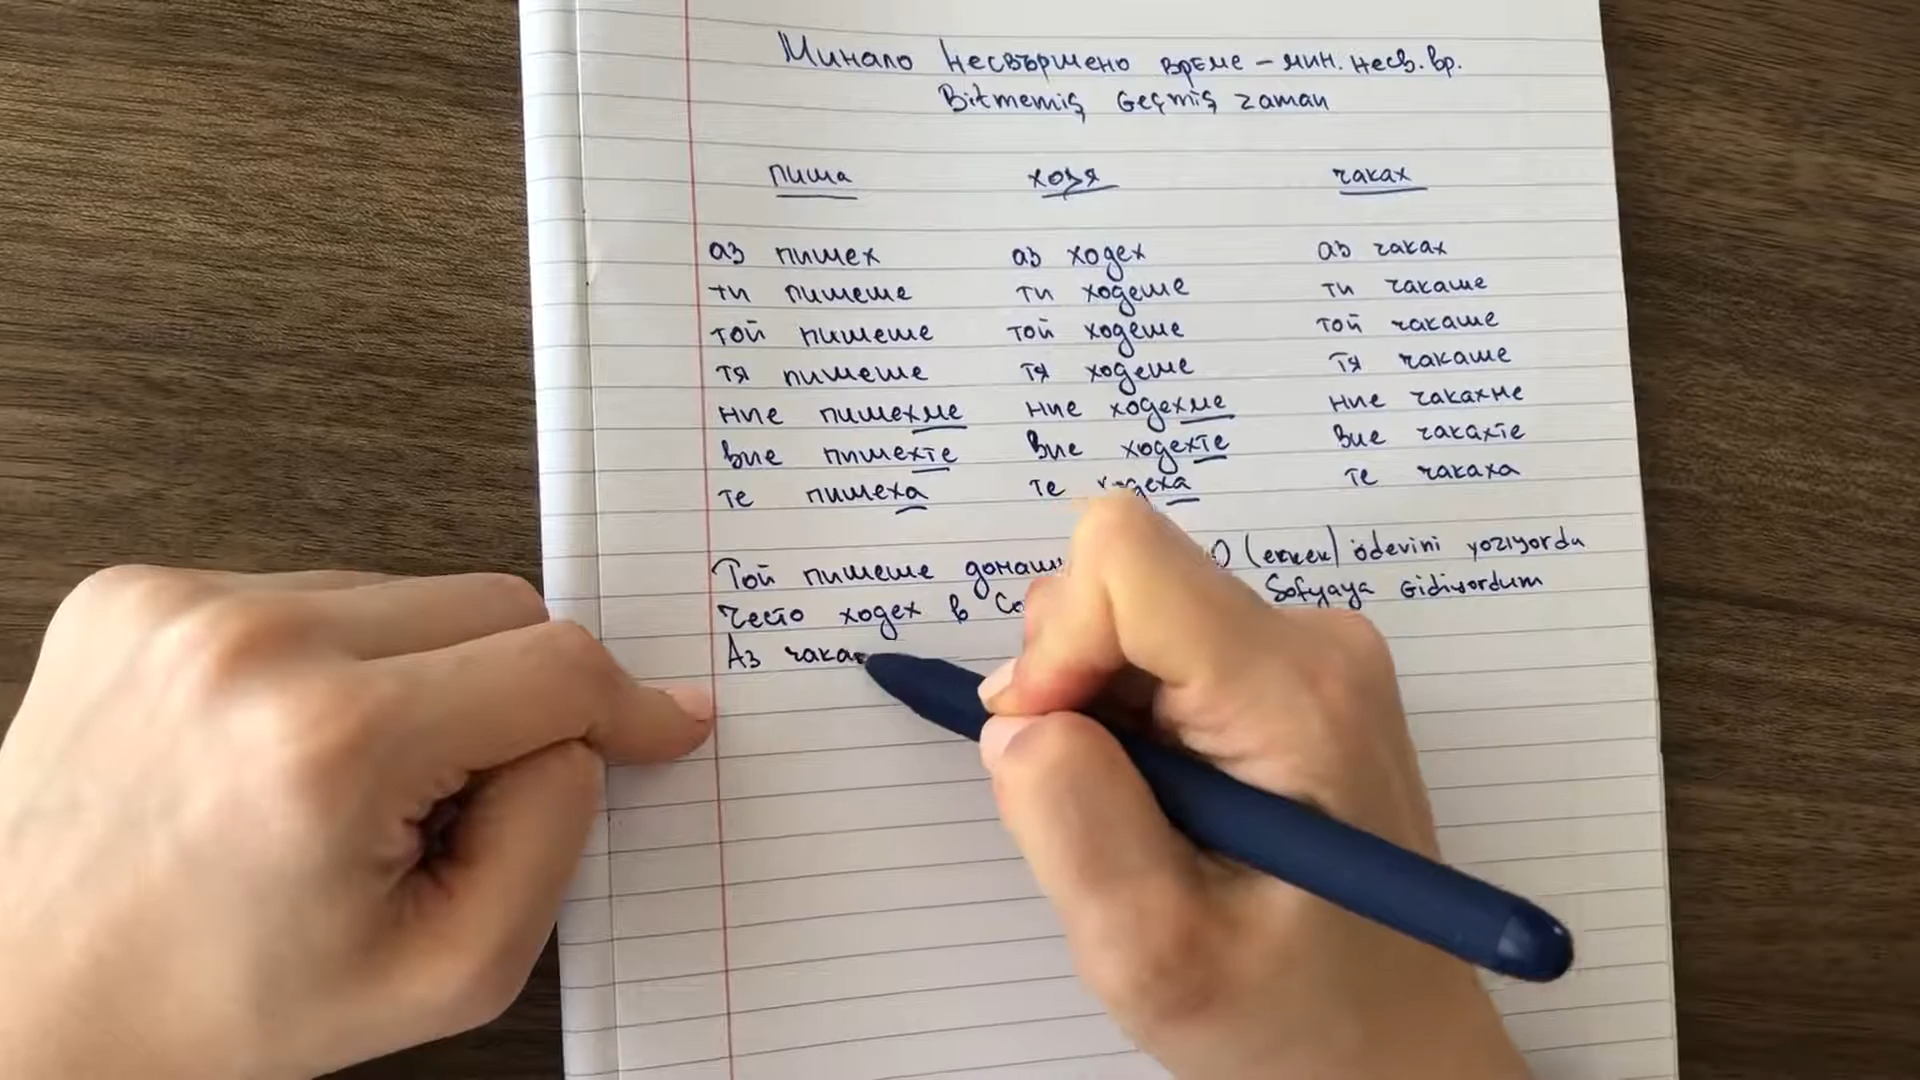 Минало Несвършено време - мин. несв. вр.
Bitmemiş Geçmiş zaman
пиша ходя чаках
аз пишех аз ходех аз чаках
ти пишеше ти ходеше ти чакаше
той пишеше той ходеше той чакаше
тя пишеше тя ходеше тя чакаше
ние пишехме ние ходехме ние чакахме
вие пишехте вие ходехте вие чакахте
те пишеха те ходеха те чакаха
Той пишеше O (erkek) ödevini yazıyordu
Често ходех в Sofyaya Gidiyordum
Аз